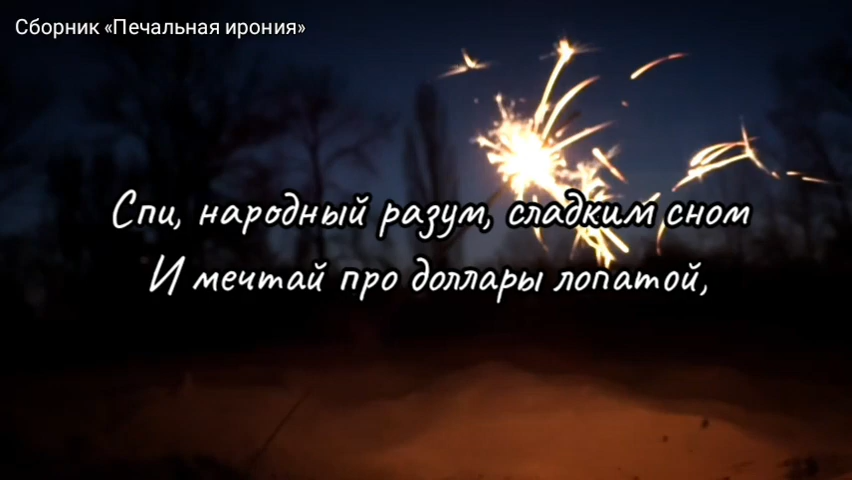 Сборник «Печальная ирония»
Спи, народный разум, сладким сном
И мечтай про доллары лопатой,